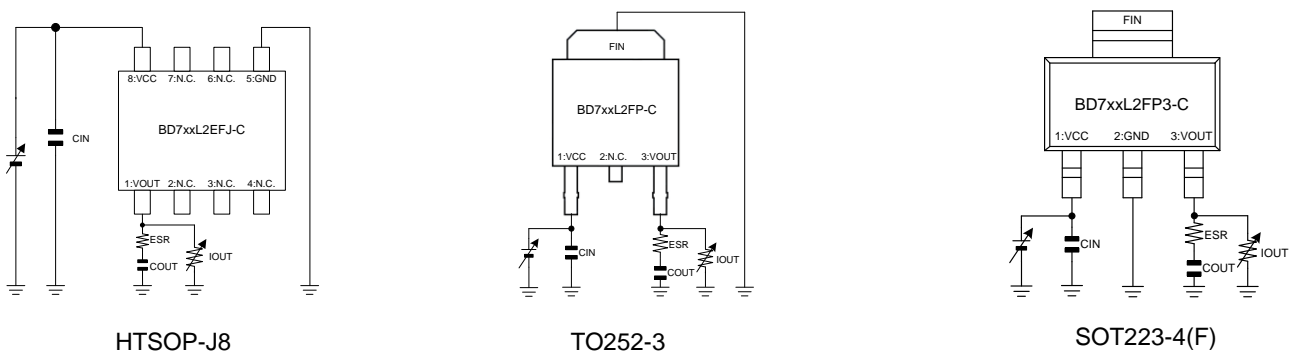 8:VCC 7:N.C. 6:N.C. 5:GND
BD7xxL2EFJ-C
1:VOUT 2:N.C. 3:N.C. 4:N.C.
CIN
ESR
COUT
IOUT
HTSOP-J8
FIN
BD7xxL2FP-C
1:VCC 2:N.C. 3:VOUT
CIN
ESR
COUT
IOUT
TO252-3
FIN
BD7xxL2FP3-C
1:VCC 2:GND 3:VOUT
CIN
ESR
COUT
IOUT
SOT223-4(F)